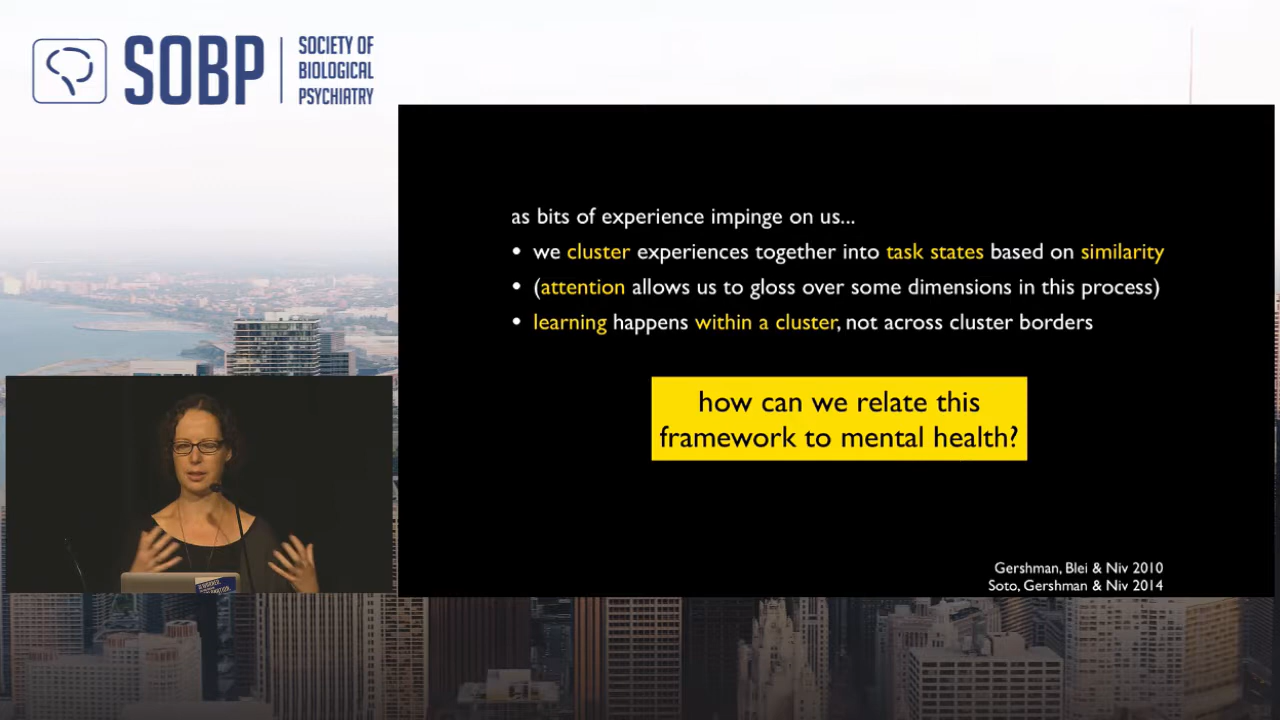 SOBP
SOCIETY OF
BIOLOGICAL
PSYCHIATRY
as bits of experience impinge on us...
• we cluster experiences together into task states based on similarity
• (attention allows us to gloss over some dimensions in this process)
• learning happens within a cluster, not across cluster borders
how can we relate this
framework to mental health?
Gershman, Blei & Niv 2010
Soto, Gershman & Niv 2014